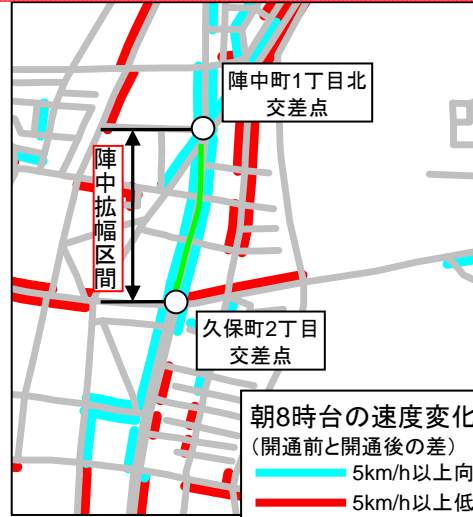 陣中町1丁目北
交差点
陣中拡幅区間
久保町2丁目
交差点
朝8時台の速度変化
(開通前と開通後の差)
5km/h以上向
5km/h以上低